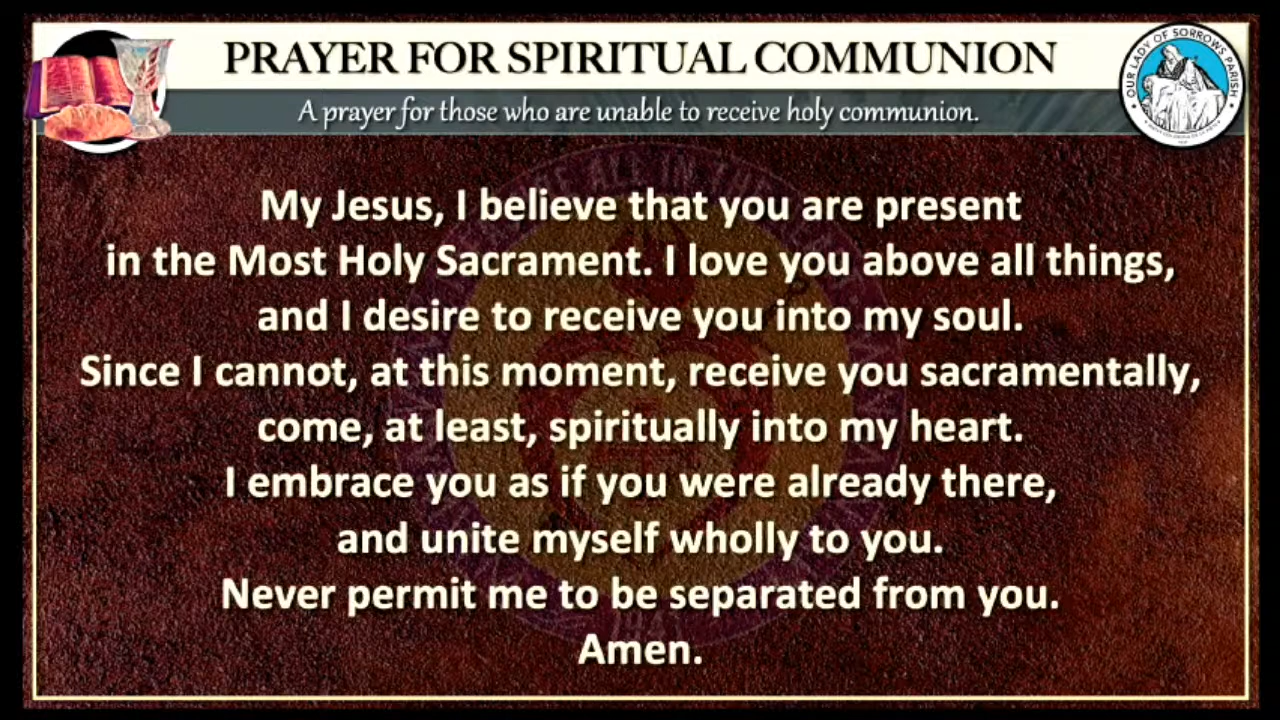 PRAYER FOR SPIRITUAL COMMUNION
A prayer for those who are unable to receive holy communion.
OUR LADY OF SORROWS PARISH
My Jesus, I believe that you are present
in the Most Holy Sacrament. I love you above all things,
and I desire to receive you into my soul.
Since I cannot, at this moment, receive you sacramentally,
come, at least, spiritually into my heart.
I embrace you as if you were already there,
and unite myself wholly to you.
Never permit me to be separated from you.
Amen.